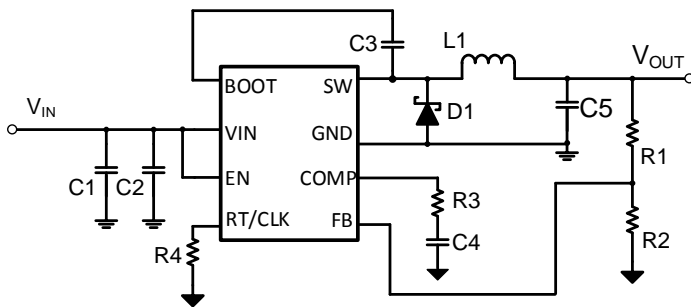 C3
L1
VOUT
BOOT
SW
VIN
D1
C5
VIN
GND
R1
C1
C2
EN
COMP
R3
RT/CLK
FB
R2
R4
C4